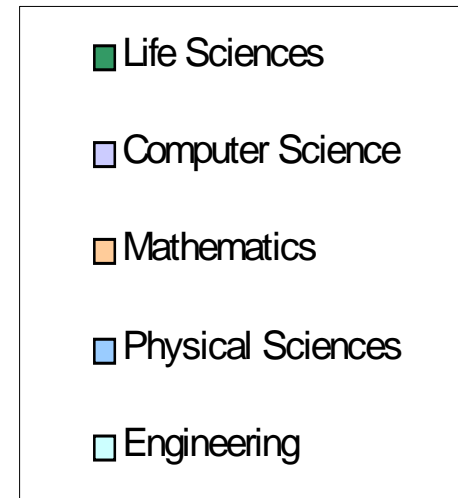 Life Sciences
Computer Science
Mathematics
Physical Sciences
Engineering